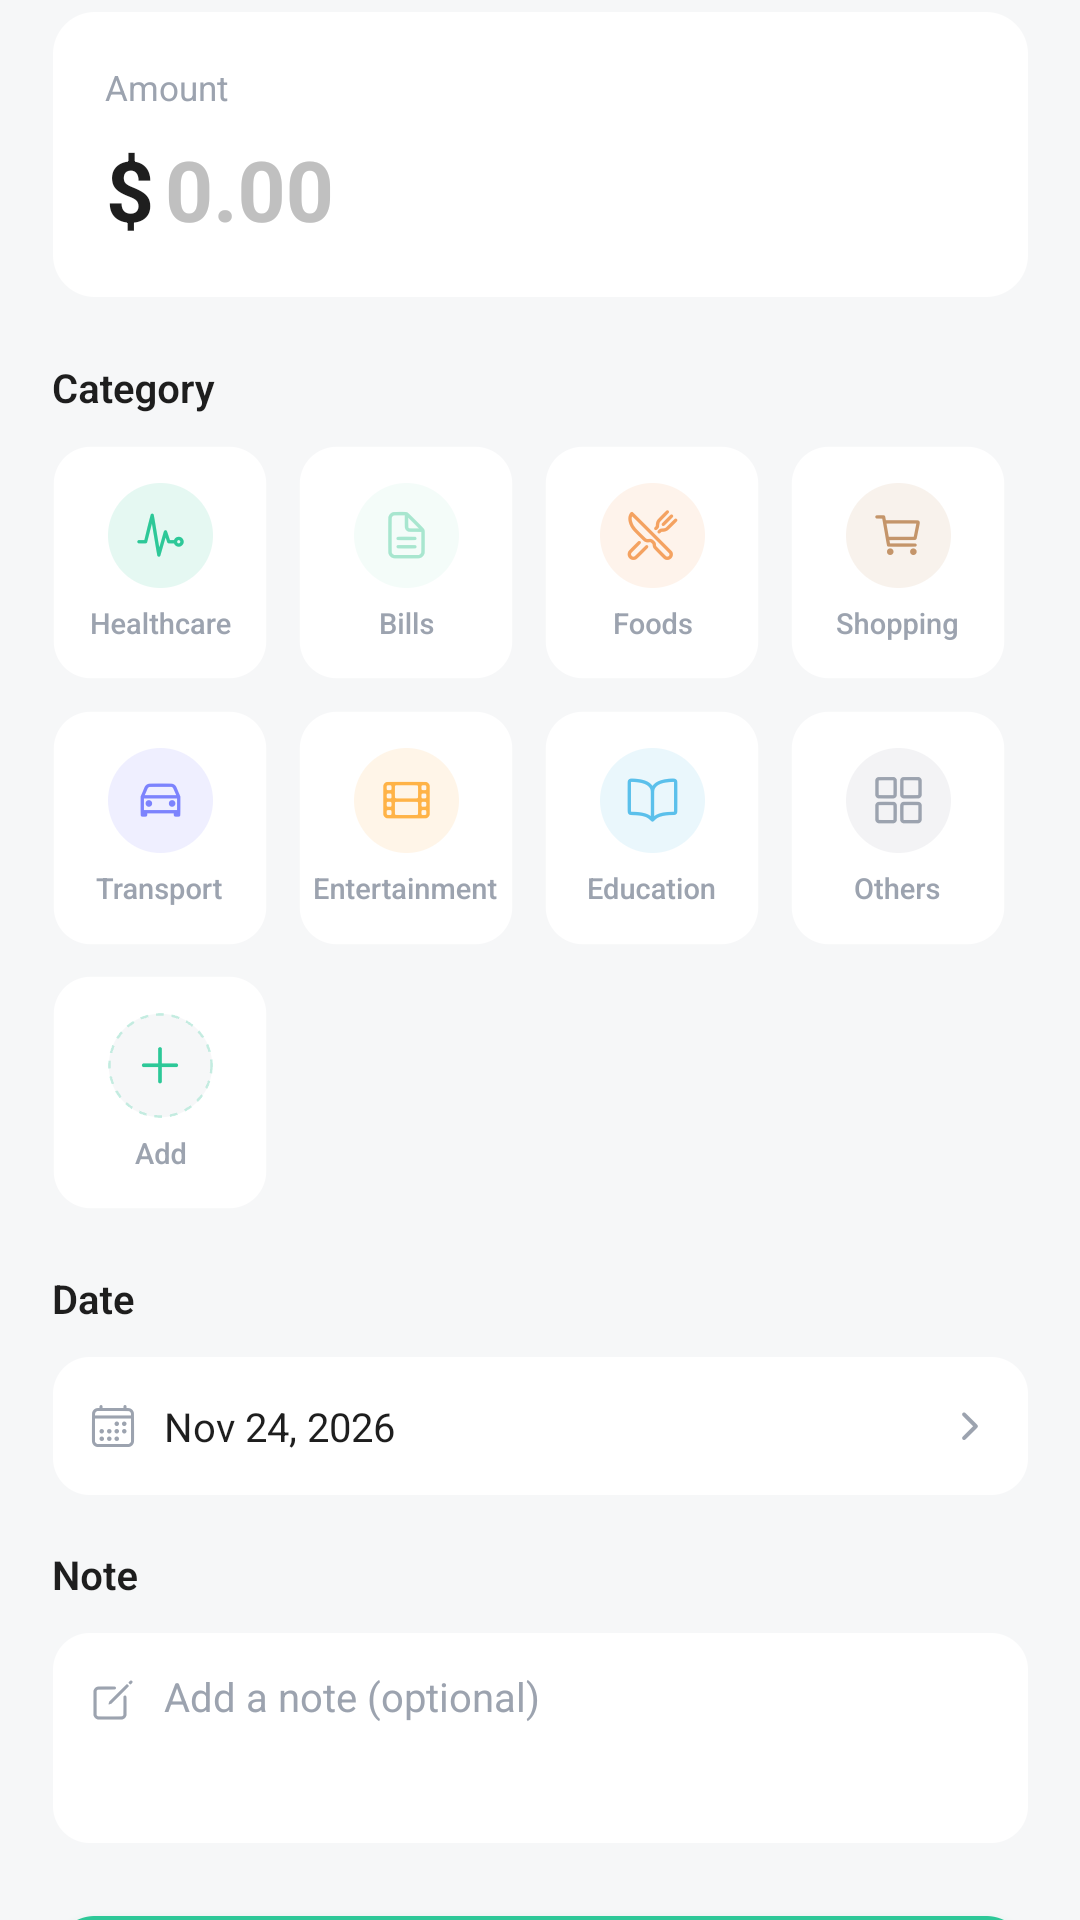 Amount
$ 0.00
Category
Healthcare Bills Foods Shopping
Transport Entertainment Education Others
Add
Date
Nov 24, 2026
Note
Add a note (optional)